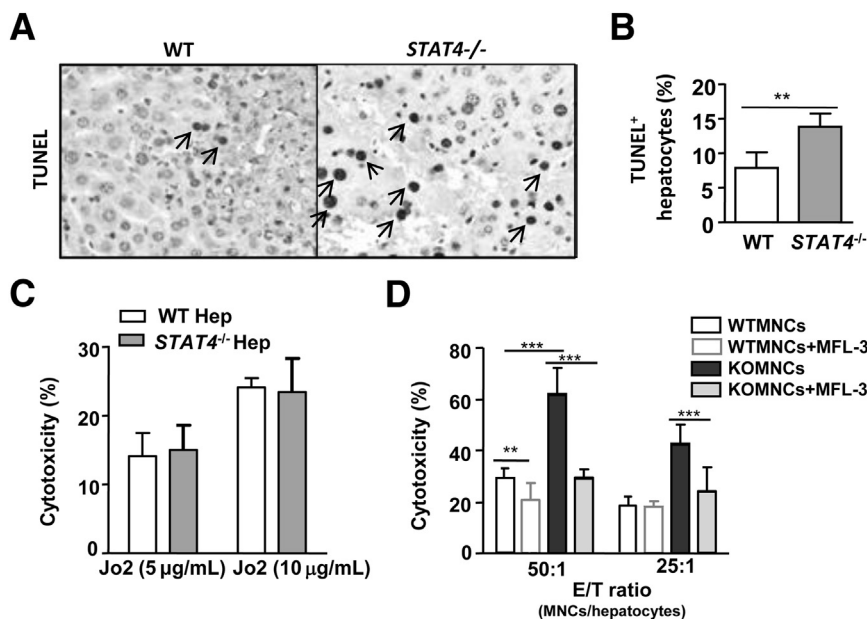 A
WT
STAT4-/-
TUNEL
B
TUNEL+
hepatocytes (%)
20
15
10
5
0
**
WT
STAT4-/-
C
WT Hep
STAT4-/- Hep
Cytotoxicity (%)
30
15
0
Jo2 (5 µg/mL)
Jo2 (10 µg/mL)
D
WTMNCs
WTMNCs+MFL-3
KOMNCs
KOMNCs+MFL-3
Cytotoxicity (%)
80
60
40
20
0
***
***
**
***
50:1
25:1
E/T ratio
(MNCs/hepatocytes)